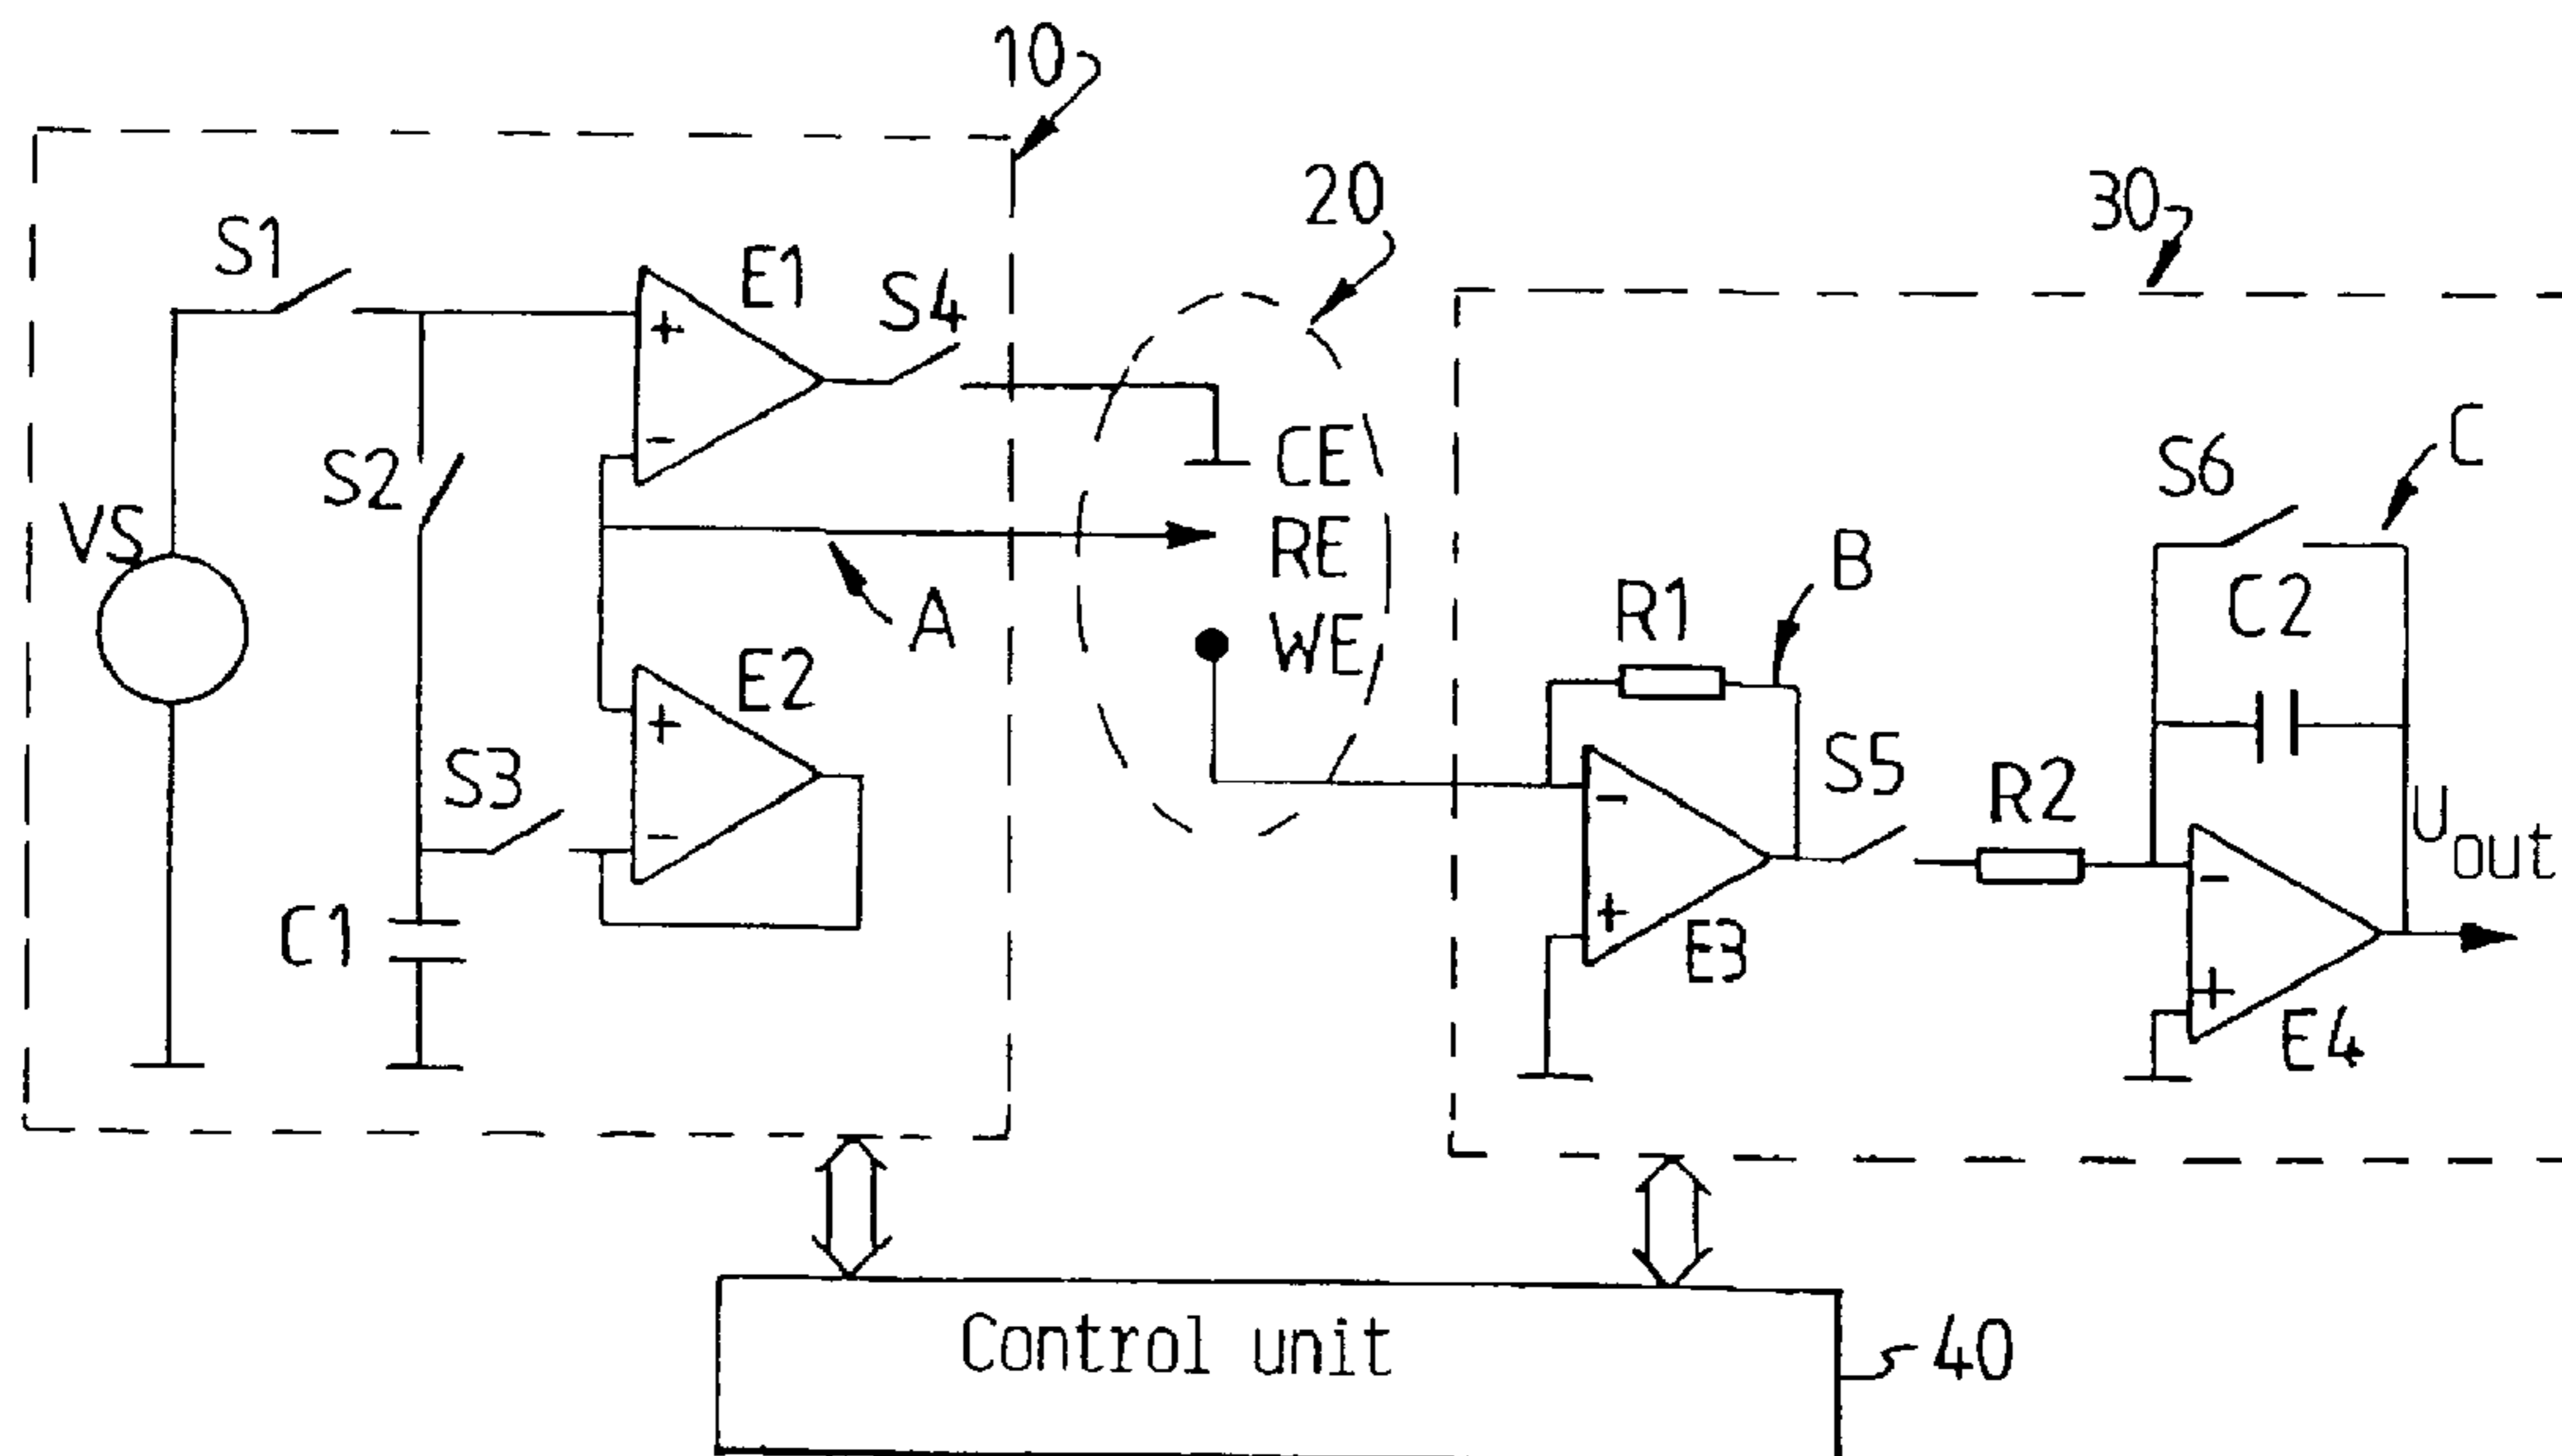 10
20
30
S1
E1
S4
CE
S6
C
S2
VS
RE
B
A
WE
R1
C2
E2
S3
S5
R2
Uout
C1
E3
E4
+
-
+
-
-
+
-
+
Control unit
40